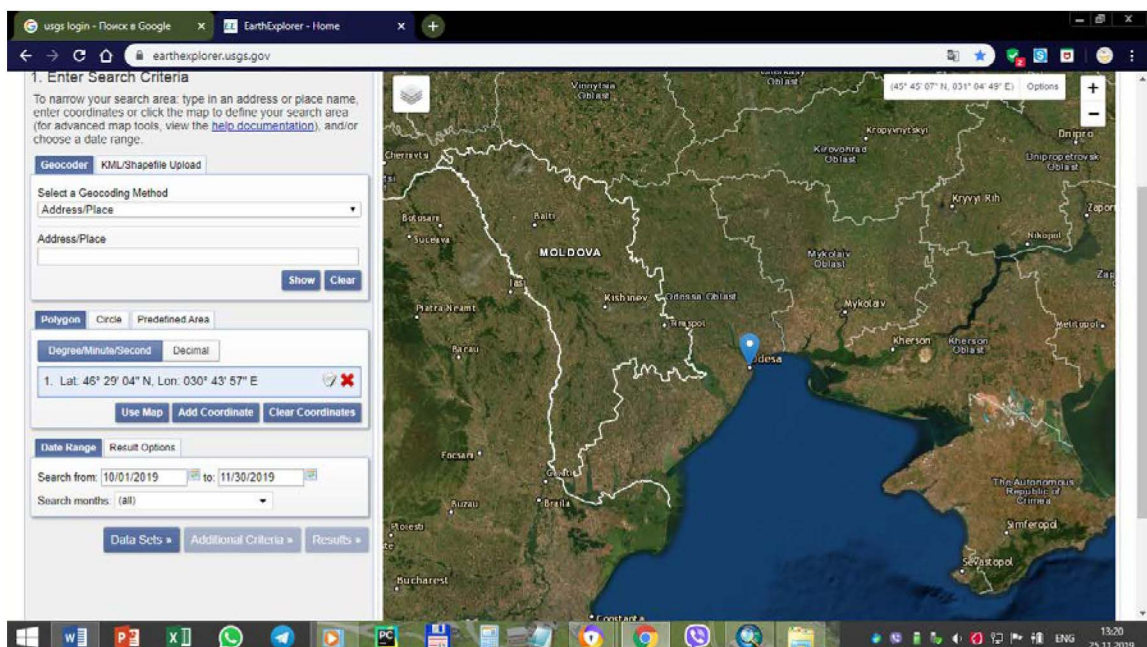 usgs login - Поиск в Google
EarthExplorer - Home
earthexplorer.usgs.gov
1. Enter Search Criteria
To narrow your search area: type in an address or place name,
enter coordinates or click the map to define your search area
(for advanced map tools, view the help documentation), and/or
choose a date range.
Geocoder KML/Shapefile Upload
Select a Geocoding Method
Address/Place
Address/Place
Show Clear
Polygon Circle Predefined Area
Degree/Minute/Second Decimal
1. Lat: 46° 29' 04" N, Lon: 030° 43' 57" E
Use Map Add Coordinate Clear Coordinates
Date Range Result Options
Search from: 10/01/2019 to: 11/30/2019
Search months: (all)
Data Sets » Additional Criteria » Results »
(45° 45' 07" N, 031° 04' 49" E) Options
+
-
Vinnytsia
Oblast
Oblast
Kropyvnytskyi
Dnipro
Chernivtsi
Kirovohrad
Oblast
Dnipropetrovsk
Oblast
Botosani
Balti
Kryvyi Rih
Zapor
Suceava
Nikopol
MOLDOVA
Mykolaiv
Oblast
Iasi
Zap
Kishinev
Odessa Oblast
Piatra Neamt
Mykolaiv
Tiraspol
Melitopol
Bacau
Kherson
Kherson
Oblast
desa
Focsani
Galati
The Autonomous
Republic of
Crimea
Buzau
Braila
Ploiesti
Simferopol
Sevastopol
Bucharest
Constanta
ENG
13:20
25.11.2019